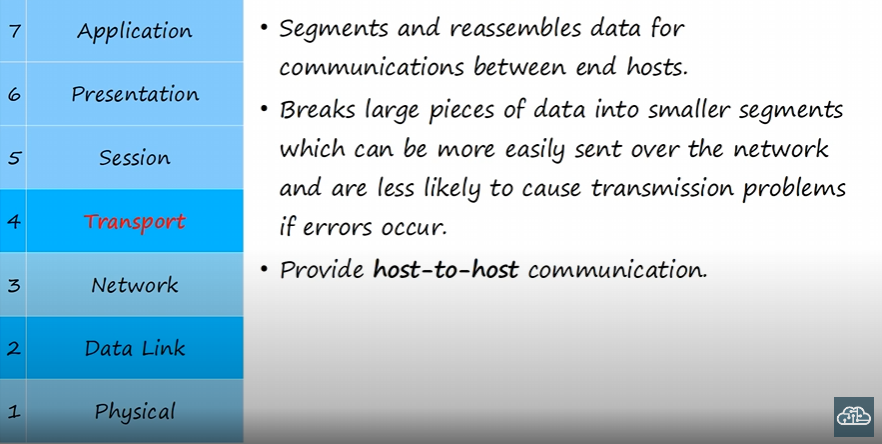 7 Application
6 Presentation
5 Session
4 Transport
3 Network
2 Data Link
1 Physical
• Segments and reassembles data for
communications between end hosts.
• Breaks large pieces of data into smaller segments
which can be more easily sent over the network
and are less likely to cause transmission problems
if errors occur.
• Provide host-to-host communication.